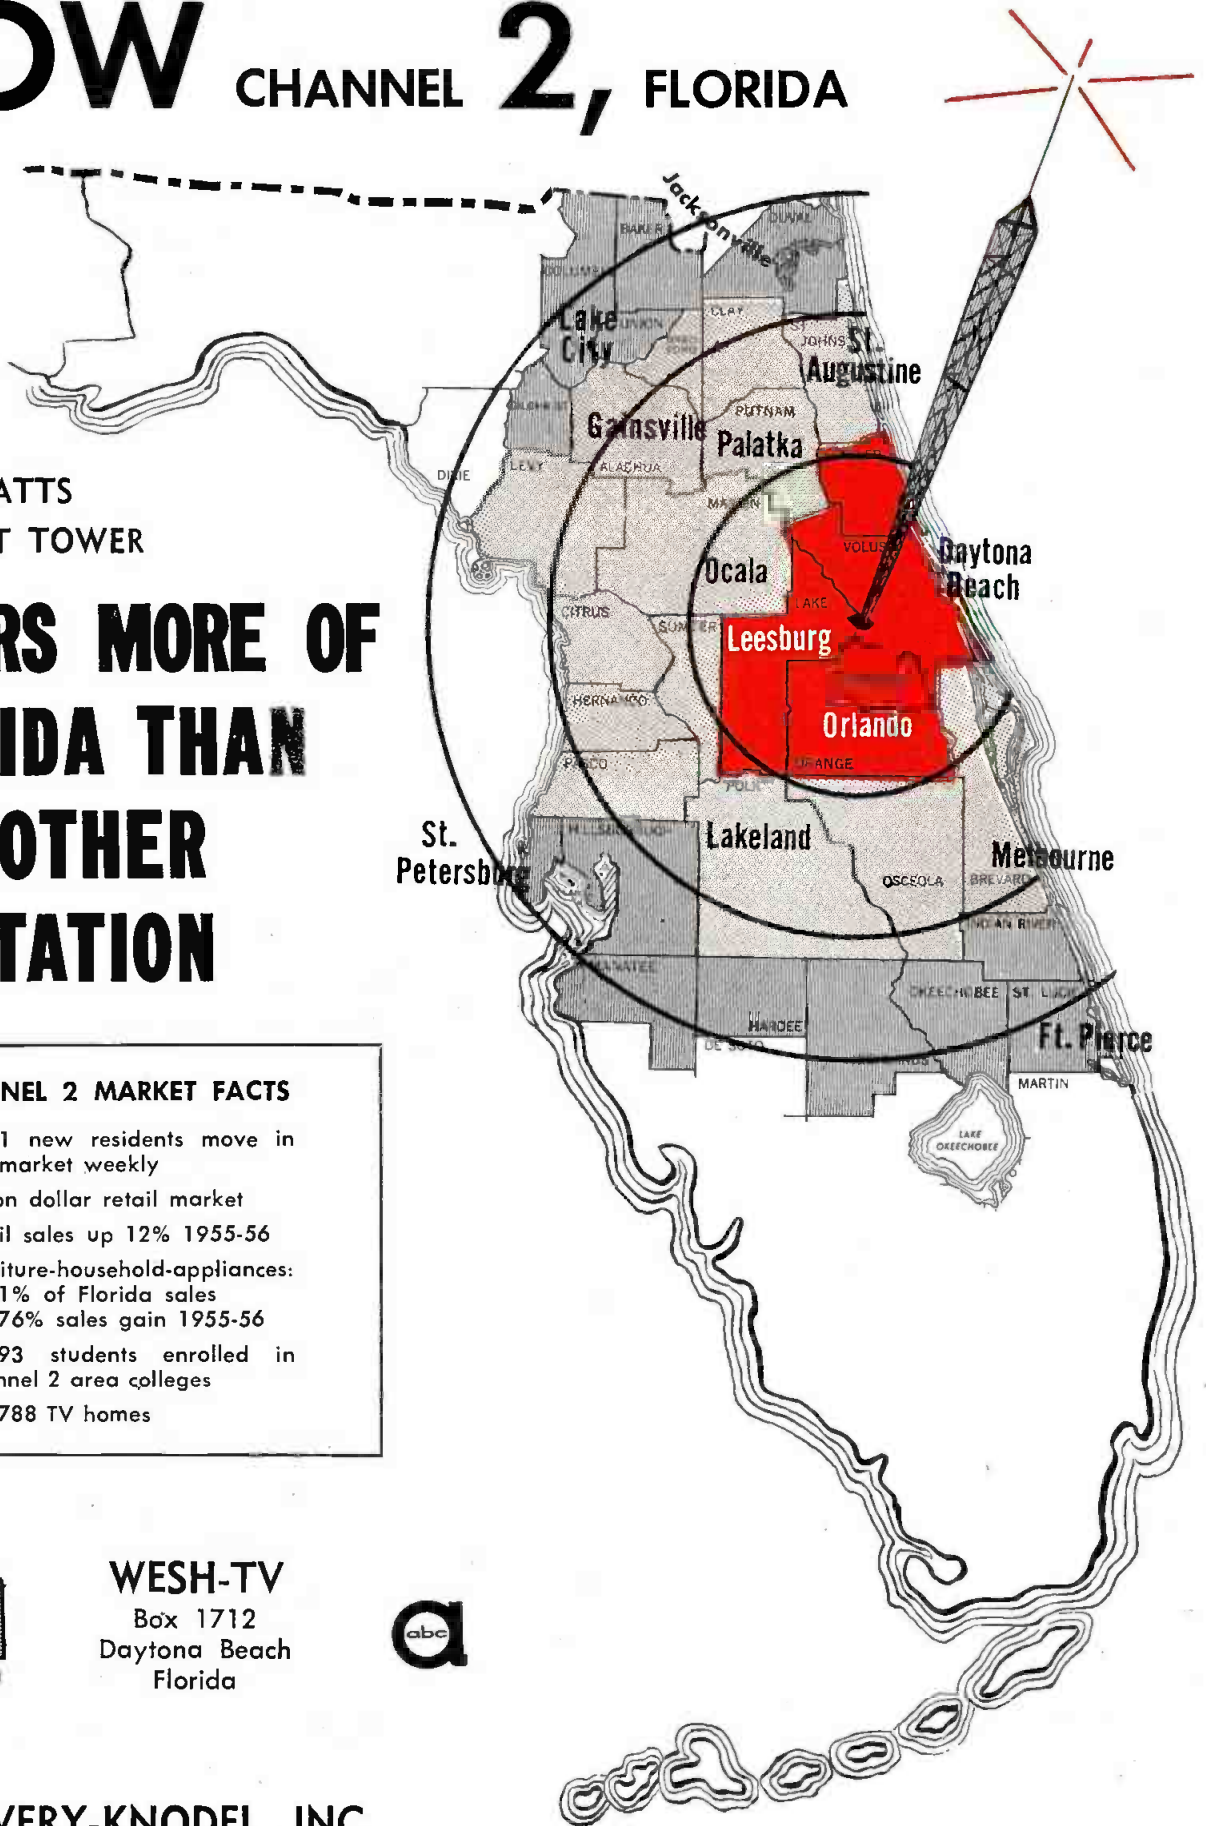 OW CHANNEL 2, FLORIDA
Jacksonville
DUVAL
BAKER
Lake
City
UNION
CLAY
ST.
JOHNS
St.
Augustine
PUTNAM
Gainsville
Palatka
DIXIE
LEVY
ALACHUA
ATTS
T TOWER
MARION
VOLUS
Daytona
Beach
Ocala
LAKE
CITRUS
SUMTER
RS MORE OF
Leesburg
HERNANDO
Orlando
IDA THAN
PASCO
ORANGE
POLK
OTHER
HILLSBOROUGH
St.
Petersburg
Lakeland
Melbourne
OSCEOLA
BREVARD
INDIAN RIVER
TATION
MANATEE
OKEECHOBEE
ST. LUCIE
HARDEE
DE SOTO
Ft. Pierce
MARTIN
LAKE
OKEECHOBEE
NEL 2 MARKET FACTS
1 new residents move in
market weekly
on dollar retail market
il sales up 12% 1955-56
iture-household-appliances:
1% of Florida sales
76% sales gain 1955-56
93 students enrolled in
nnel 2 area colleges
788 TV homes
WESH-TV
Box 1712
Daytona Beach
Florida
abc
VERY-KNODEL, INC